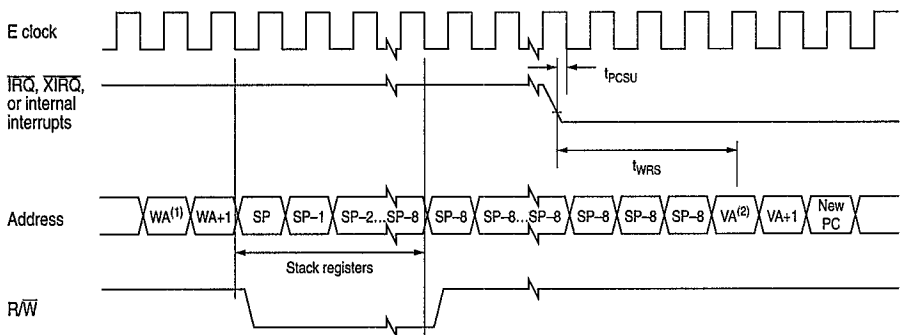 E clock
IRQ, XIRQ,
or internal
interrupts
tPCSU
tWRS
Address
WA(1) WA+1 SP SP–1 SP–2...SP–8 SP–8 SP–8...SP–8 SP–8 SP–8 SP–8 VA(2) VA+1 New PC
Stack registers
R/W